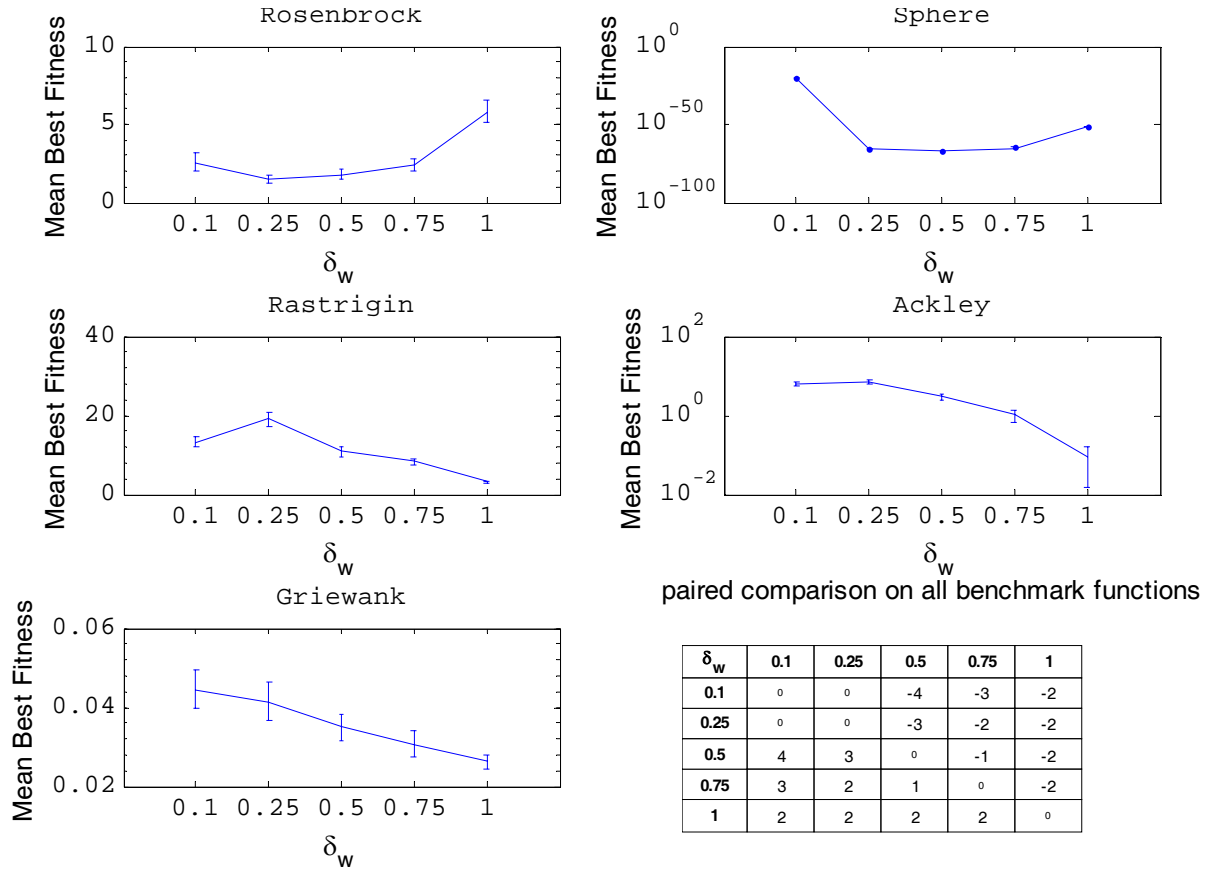 Rosenbrock
Mean Best Fitness
10
5
0
0.1 0.25 0.5 0.75 1
δw
Sphere
Mean Best Fitness
10^0
10^-50
10^-100
0.1 0.25 0.5 0.75 1
δw
Rastrigin
Mean Best Fitness
40
20
0
0.1 0.25 0.5 0.75 1
δw
Ackley
Mean Best Fitness
10^2
10^0
10^-2
0.1 0.25 0.5 0.75 1
δw
Griewank
Mean Best Fitness
0.06
0.04
0.02
0.1 0.25 0.5 0.75 1
δw
paired comparison on all benchmark functions
δw 0.1 0.25 0.5 0.75 1
0.1 0 0 -4 -3 -2
0.25 0 0 -3 -2 -2
0.5 4 3 0 -1 -2
0.75 3 2 1 0 -2
1 2 2 2 2 0